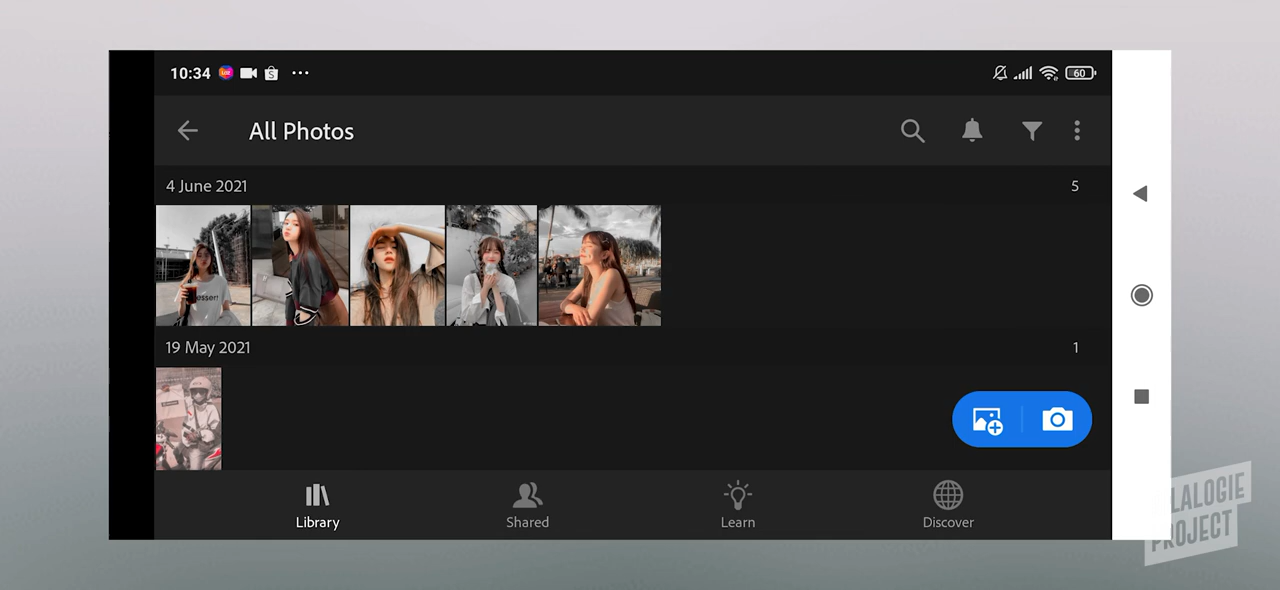 10:34
60
All Photos
4 June 2021
5
essen
19 May 2021
1
Library
Shared
Learn
Discover
LALOGIE
PROJECT